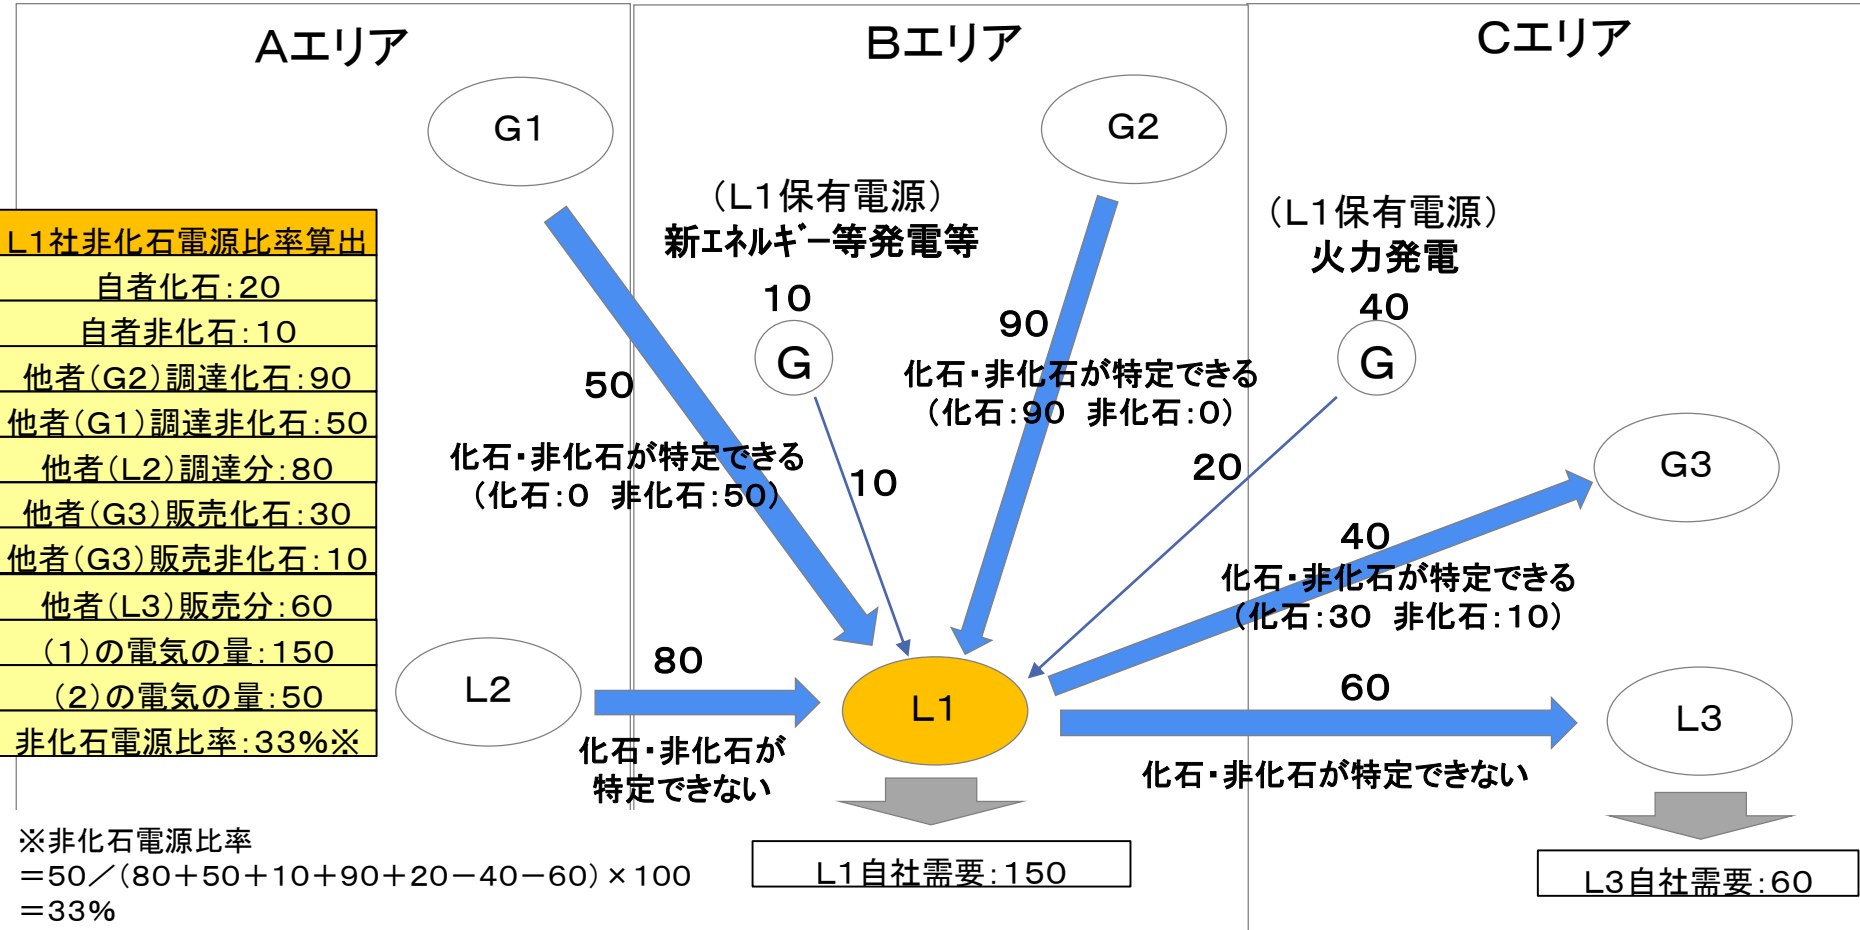 Aエリア
Bエリア
Cエリア
G1
G2
(L1保有電源)
新エネルギー等発電等
(L1保有電源)
火力発電
L1社非化石電源比率算出
自者化石:20
自者非化石:10
他者(G2)調達化石:90
他者(G1)調達非化石:50
他者(L2)調達分:80
他者(G3)販売化石:30
他者(G3)販売非化石:10
他者(L3)販売分:60
(1)の電気の量:150
(2)の電気の量:50
非化石電源比率:33%※
10
G
90
化石・非化石が特定できる
(化石:90 非化石:0)
40
G
50
化石・非化石が特定できる
(化石:0 非化石:50)
10
20
G3
40
化石・非化石が特定できる
(化石:30 非化石:10)
L2
80
化石・非化石が
特定できない
L1
60
化石・非化石が特定できない
L3
※非化石電源比率
=50/(80+50+10+90+20-40-60)×100
=33%
L1自社需要:150
L3自社需要:60